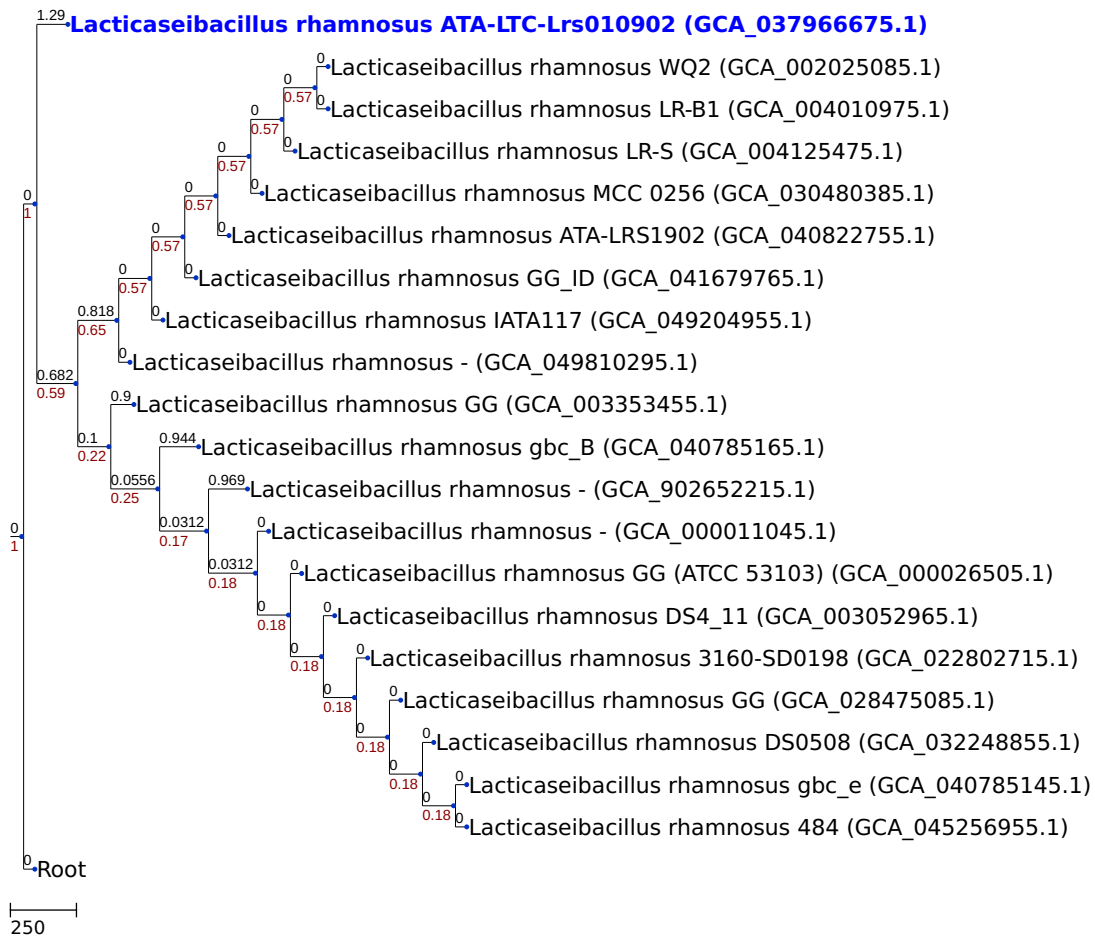 1.29
Lacticaseibacillus rhamnosus ATA-LTC-Lrs010902 (GCA_037966675.1)
0
Lacticaseibacillus rhamnosus WQ2 (GCA_002025085.1)
0
0.57
0
Lacticaseibacillus rhamnosus LR-B1 (GCA_004010975.1)
0
0.57
0
Lacticaseibacillus rhamnosus LR-S (GCA_004125475.1)
0
0.57
0
Lacticaseibacillus rhamnosus MCC 0256 (GCA_030480385.1)
0
0.57
0
Lacticaseibacillus rhamnosus ATA-LRS1902 (GCA_040822755.1)
0
0.57
0
Lacticaseibacillus rhamnosus GG_ID (GCA_041679765.1)
0
0.57
0
Lacticaseibacillus rhamnosus IATA117 (GCA_049204955.1)
0.818
0.65
0
Lacticaseibacillus rhamnosus - (GCA_049810295.1)
0
1
0.682
0.59
0.9
Lacticaseibacillus rhamnosus GG (GCA_003353455.1)
0.1
0.22
0.944
Lacticaseibacillus rhamnosus gbc_B (GCA_040785165.1)
0.0556
0.25
0.969
Lacticaseibacillus rhamnosus - (GCA_902652215.1)
0.0312
0.17
0
Lacticaseibacillus rhamnosus - (GCA_000011045.1)
0
1
0.0312
0.18
0
Lacticaseibacillus rhamnosus GG (ATCC 53103) (GCA_000026505.1)
0
0.18
0
Lacticaseibacillus rhamnosus DS4_11 (GCA_003052965.1)
0
0.18
0
Lacticaseibacillus rhamnosus 3160-SD0198 (GCA_022802715.1)
0
0.18
0
Lacticaseibacillus rhamnosus GG (GCA_028475085.1)
0
0.18
0
Lacticaseibacillus rhamnosus DS0508 (GCA_032248855.1)
0
0.18
0
Lacticaseibacillus rhamnosus gbc_e (GCA_040785145.1)
0
0.18
0
Lacticaseibacillus rhamnosus 484 (GCA_045256955.1)
0
Root
250